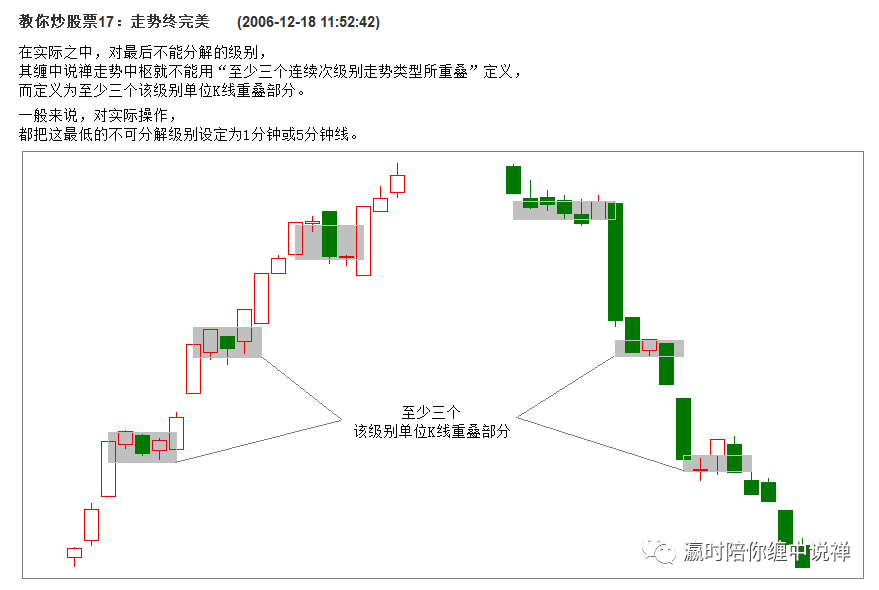 教你炒股票17：走势终完美 (2006-12-18 11:52:42)
在实际之中，对最后不能分解的级别，
其缠中说禅走势中枢就不能用“至少三个连续次级别走势类型所重叠”定义，
而定义为至少三个该级别单位K线重叠部分。
一般来说，对实际操作，
都把这最低的不可分解级别设定为1分钟或5分钟线。
至少三个
该级别单位K线重叠部分
瀛时陪你缠中说禅